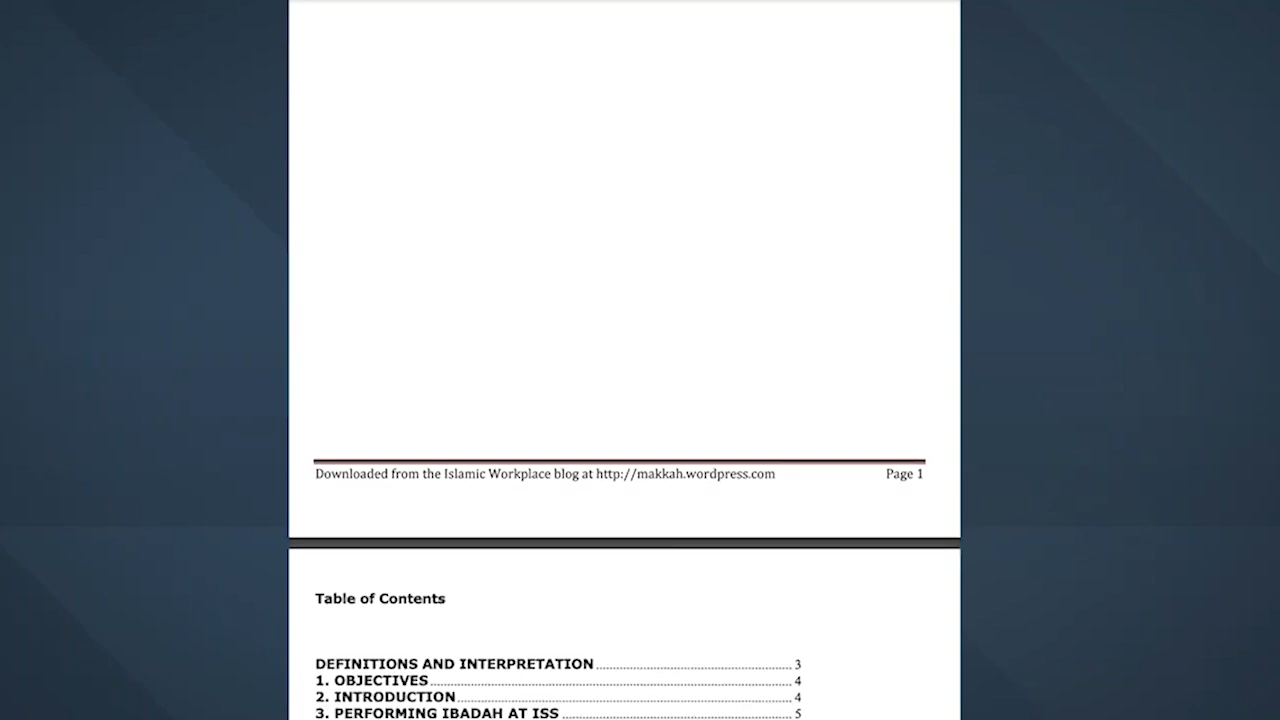 Downloaded from the Islamic Workplace blog at http://makkah.wordpress.com Page 1
Table of Contents
DEFINITIONS AND INTERPRETATION 3
1. OBJECTIVES 4
2. INTRODUCTION 4
3. PERFORMING IBADAH AT ISS 5